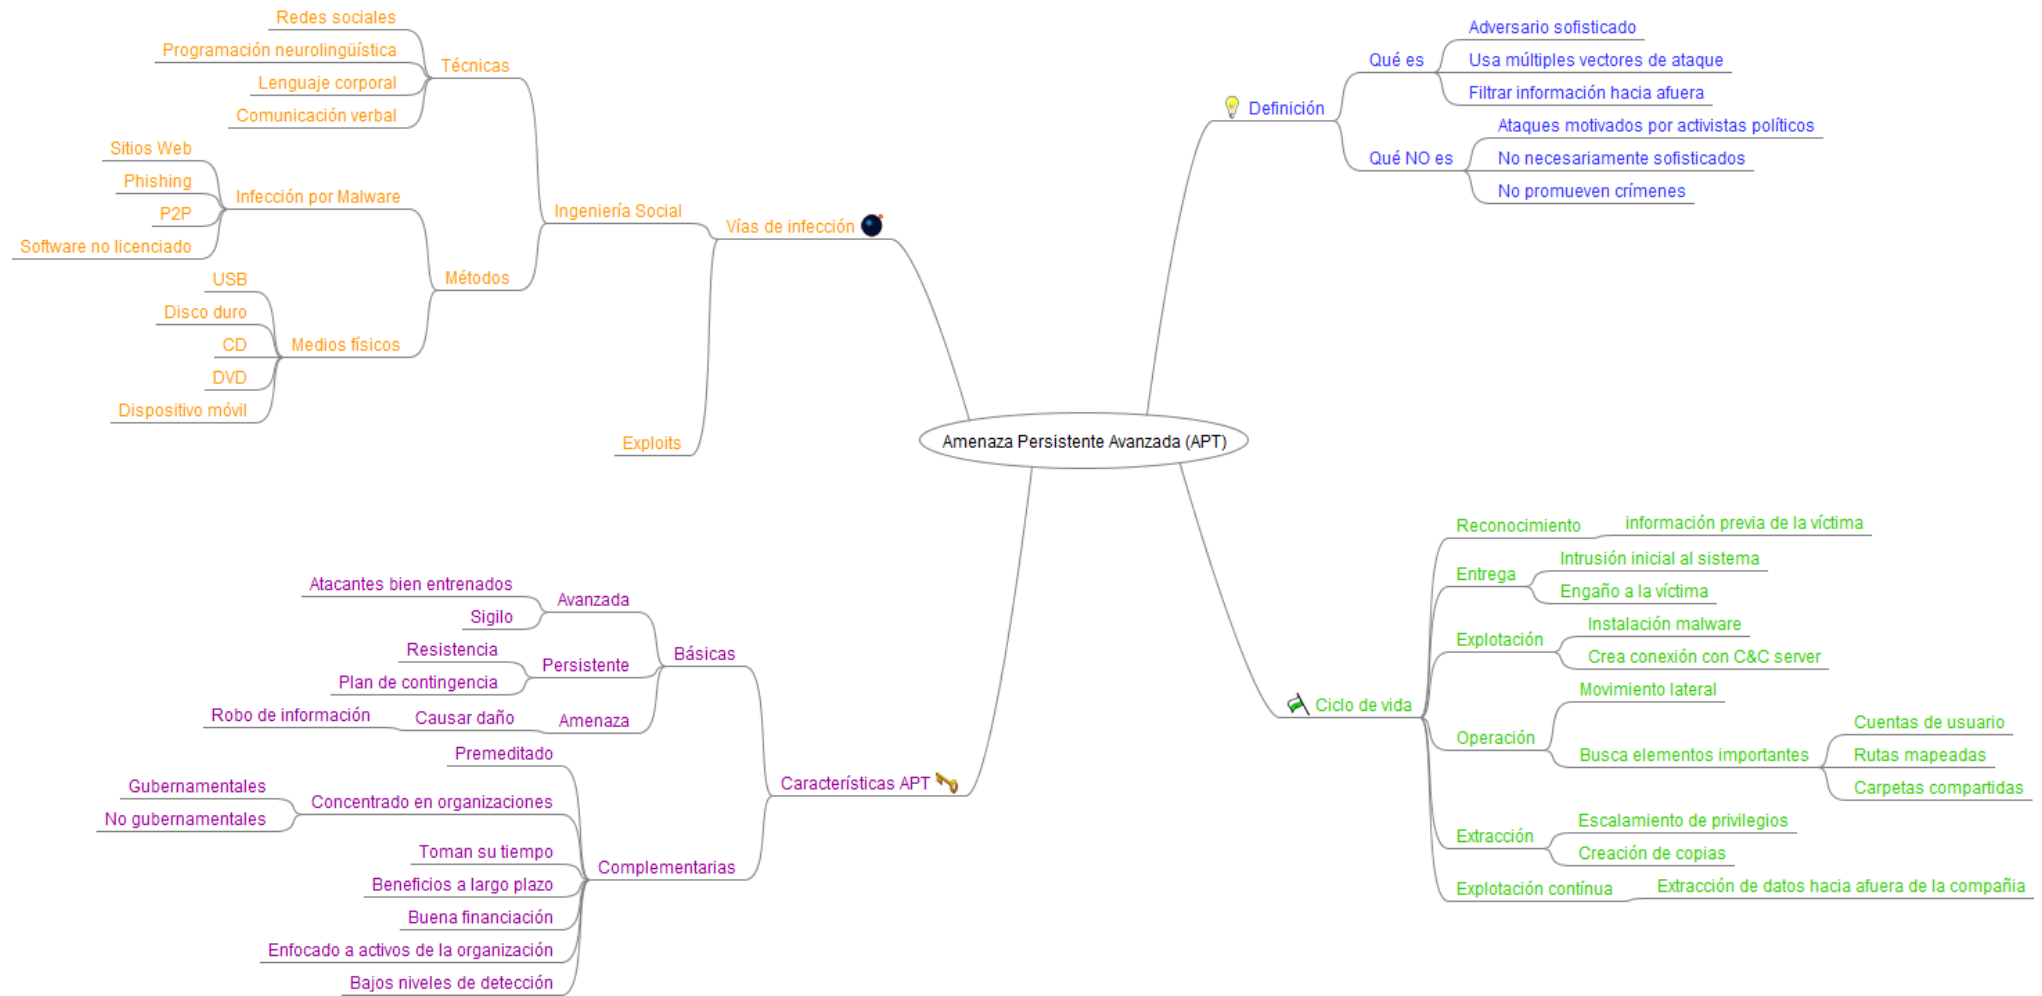 Amenaza Persistente Avanzada (APT)
Definición
Qué es
Adversario sofisticado
Usa múltiples vectores de ataque
Filtrar información hacia afuera
Qué NO es
Ataques motivados por activistas políticos
No necesariamente sofisticados
No promueven crímenes
Ciclo de vida
Reconocimiento
información previa de la víctima
Entrega
Intrusión inicial al sistema
Engaño a la víctima
Explotación
Instalación malware
Crea conexión con C&C server
Operación
Movimiento lateral
Busca elementos importantes
Cuentas de usuario
Rutas mapeadas
Carpetas compartidas
Extracción
Escalamiento de privilegios
Creación de copias
Explotación contínua
Extracción de datos hacia afuera de la compañia
Vías de infección
Ingeniería Social
Técnicas
Redes sociales
Programación neurolingüística
Lenguaje corporal
Comunicación verbal
Métodos
Infección por Malware
Sitios Web
Phishing
P2P
Software no licenciado
Medios físicos
USB
Disco duro
CD
DVD
Dispositivo móvil
Exploits
Características APT
Básicas
Avanzada
Atacantes bien entrenados
Sigilo
Persistente
Resistencia
Plan de contingencia
Amenaza
Causar daño
Robo de información
Complementarias
Premeditado
Concentrado en organizaciones
Gubernamentales
No gubernamentales
Toman su tiempo
Beneficios a largo plazo
Buena financiación
Enfocado a activos de la organización
Bajos niveles de detección